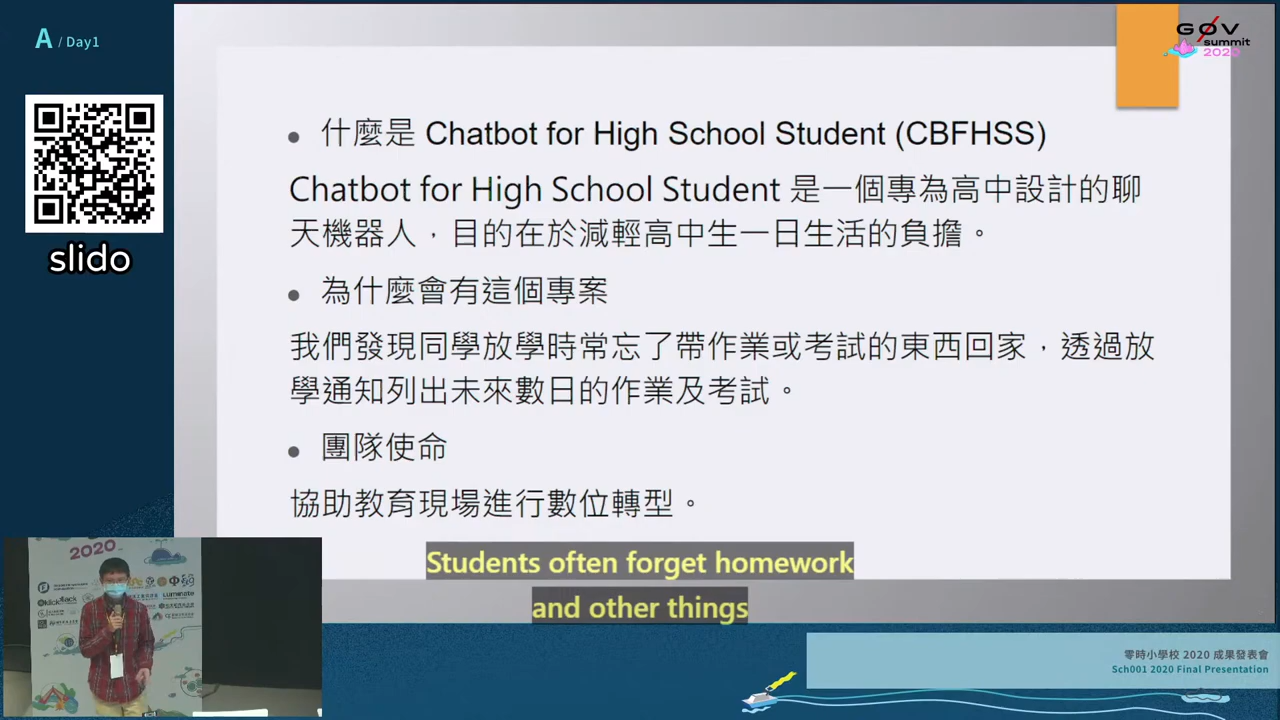 A / Day1
GØV
summit
2020
slido
什麼是 Chatbot for High School Student (CBFHSS)
Chatbot for High School Student 是一個專為高中設計的聊
天機器人，目的在於減輕高中生一日生活的負擔。
為什麼會有這個專案
我們發現同學放學時常忘了帶作業或考試的東西回家，透過放
學通知列出未來數日的作業及考試。
團隊使命
協助教育現場進行數位轉型。
Students often forget homework
and other things
2020
klickklack
Luminate
零時小學校 2020 成果發表會
Sch001 2020 Final Presentation